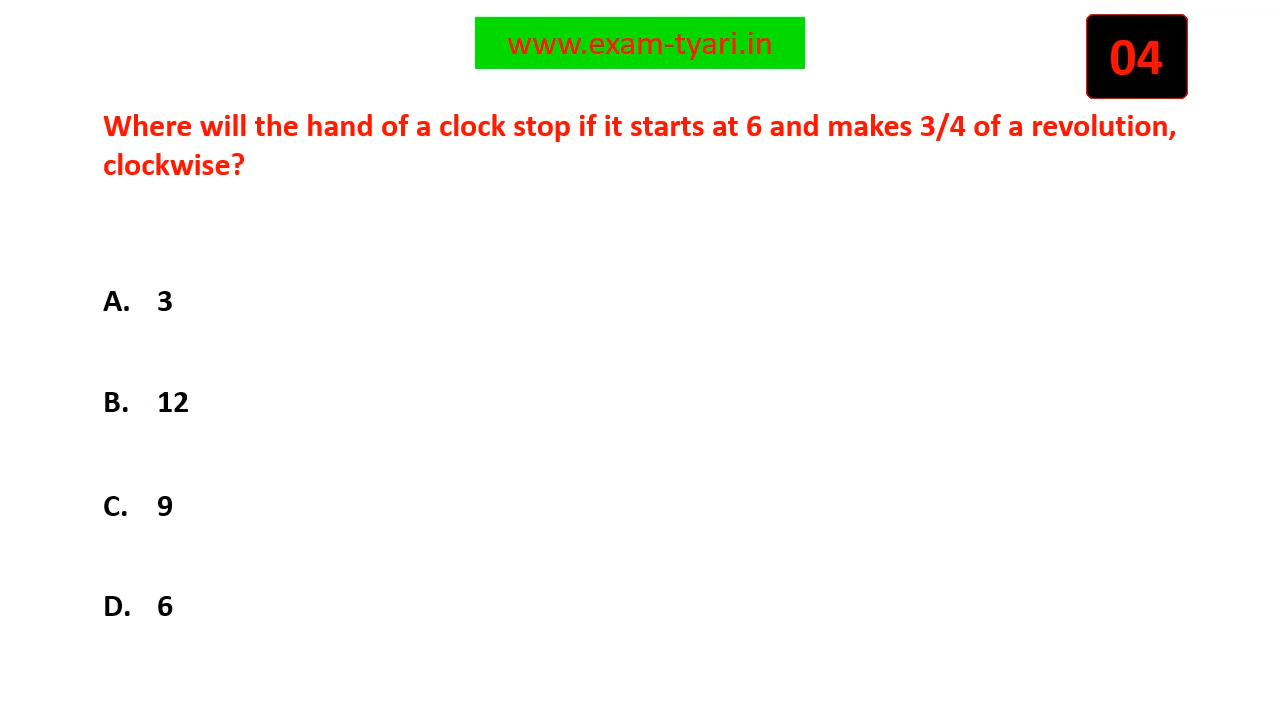 www.exam-tyari.in
04
Where will the hand of a clock stop if it starts at 6 and makes 3/4 of a revolution,
clockwise?
A. 3
B. 12
C. 9
D. 6